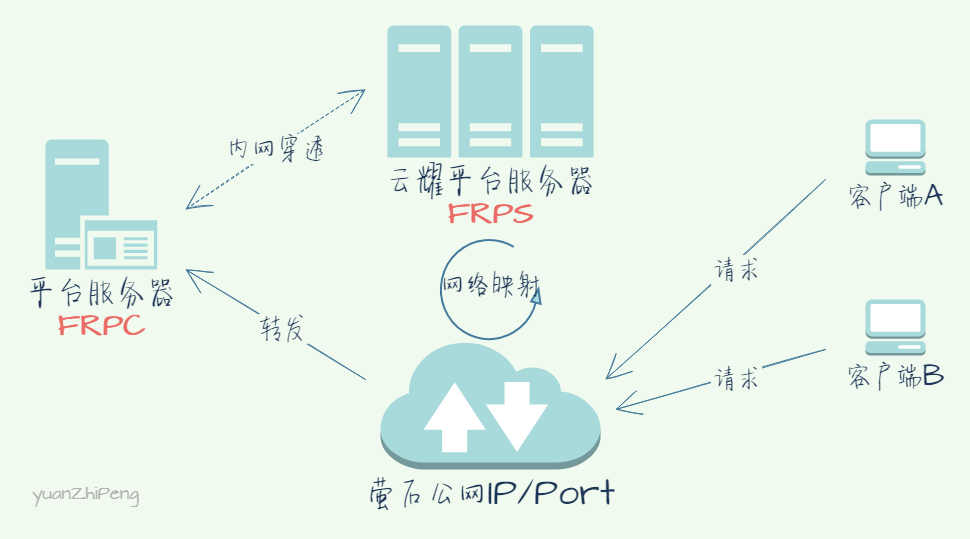 内网穿透
云耀平台服务器
FRPS
客户端A
平台服务器
FRPC
网络映射
请求
转发
请求
客户端B
萤石公网IP/Port
yuanZhiPeng